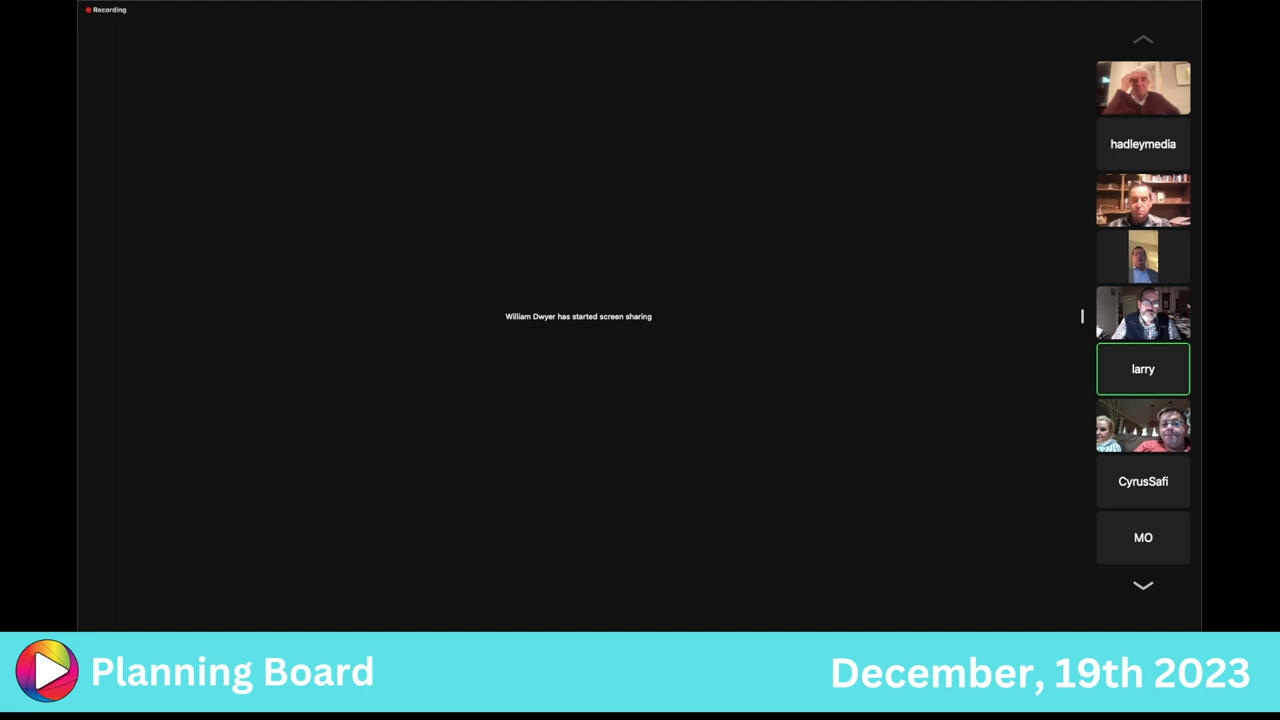 Recording
hadleymedia
William Dwyer has started screen sharing
larry
CyrusSafi
MO
Planning Board
December, 19th 2023